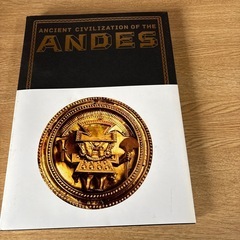 ANCIENT CIVILIZATION OF THE
ANDES